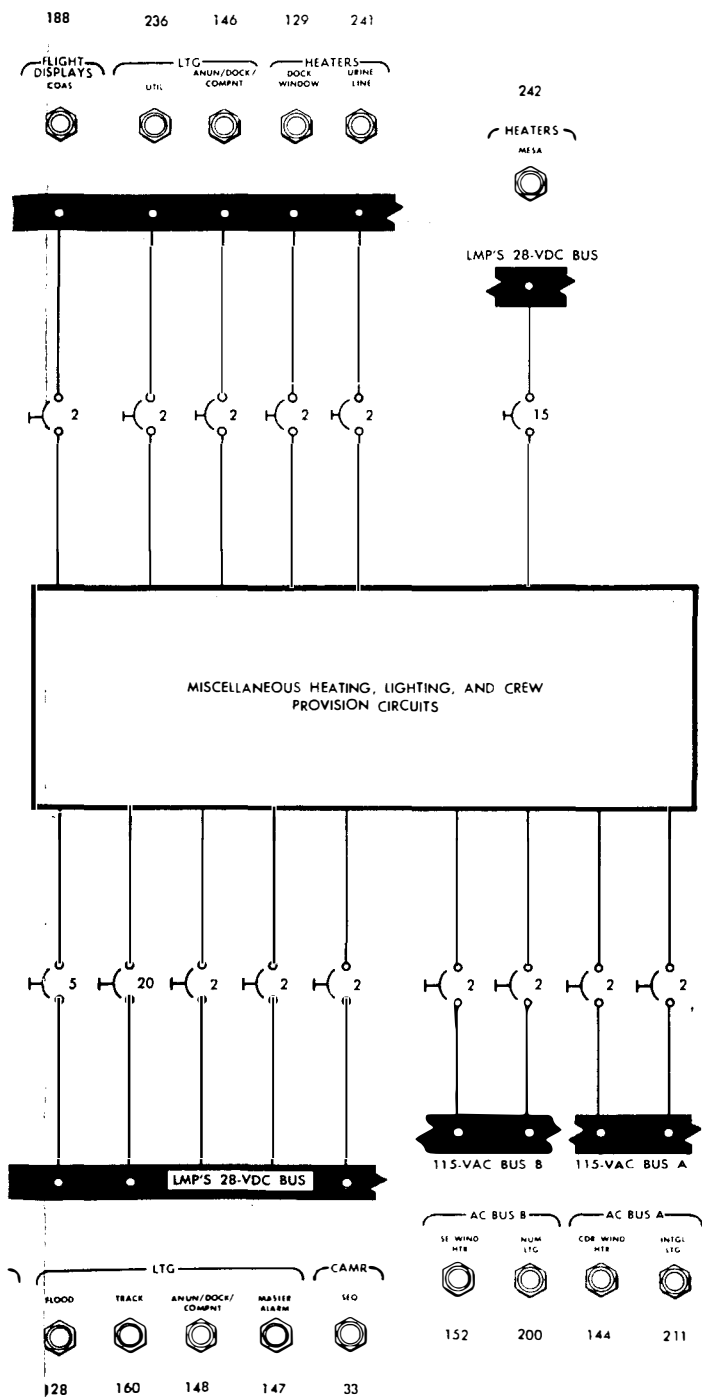 188 236 146 129 241
FLIGHT DISPLAYS LTG HEATERS
COAS UTIL ANUN/DOCK/ COMPNT DOCK WINDOW URINE LINE
242
HEATERS
MESA
LMP'S 28-VDC BUS
2 2 2 2 2 15
MISCELLANEOUS HEATING, LIGHTING, AND CREW
PROVISION CIRCUITS
5 20 2 2 2 2 2 2 2
115-VAC BUS B 115-VAC BUS A
LMP'S 28-VDC BUS
AC BUS B AC BUS A
SE WIND HTR NUM LTG CDR WIND HTR INTGL LTG
LTG CAMR
FLOOD TRACK ANUN/DOCK/ COMPNT MASTER ALARM SEQ
152 200 144 211
128 160 148 147 33